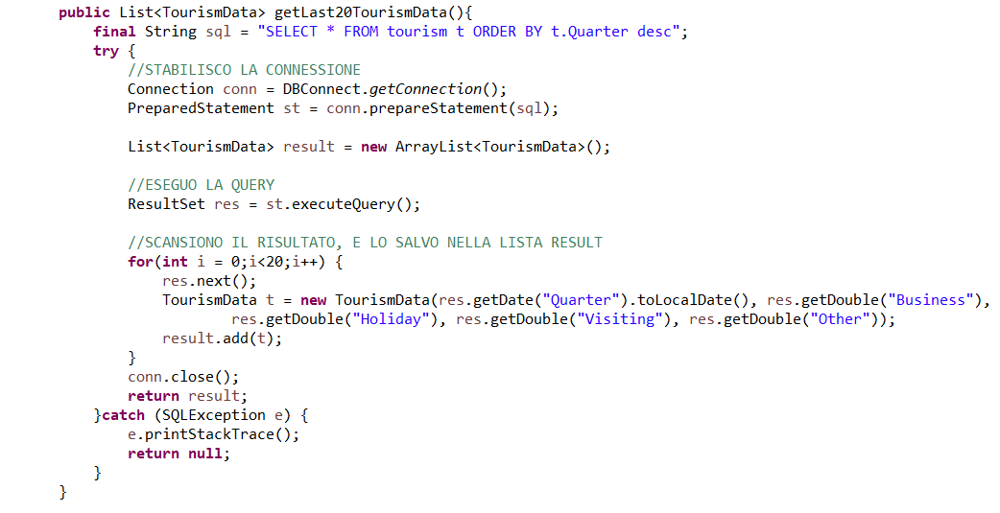 public List<TourismData> getLast20TourismData(){
final String sql = "SELECT * FROM tourism t ORDER BY t.Quarter desc";
try {
//STABILISCO LA CONNESSIONE
Connection conn = DBConnect.getConnection();
PreparedStatement st = conn.prepareStatement(sql);
List<TourismData> result = new ArrayList<TourismData>();
//ESEGUO LA QUERY
ResultSet res = st.executeQuery();
//SCANSIONO IL RISULTATO, E LO SALVO NELLA LISTA RESULT
for(int i = 0;i<20;i++) {
res.next();
TourismData t = new TourismData(res.getDate("Quarter").toLocalDate(), res.getDouble("Business"),
res.getDouble("Holiday"), res.getDouble("Visiting"), res.getDouble("Other"));
result.add(t);
}
conn.close();
return result;
}catch (SQLException e) {
e.printStackTrace();
return null;
}
}